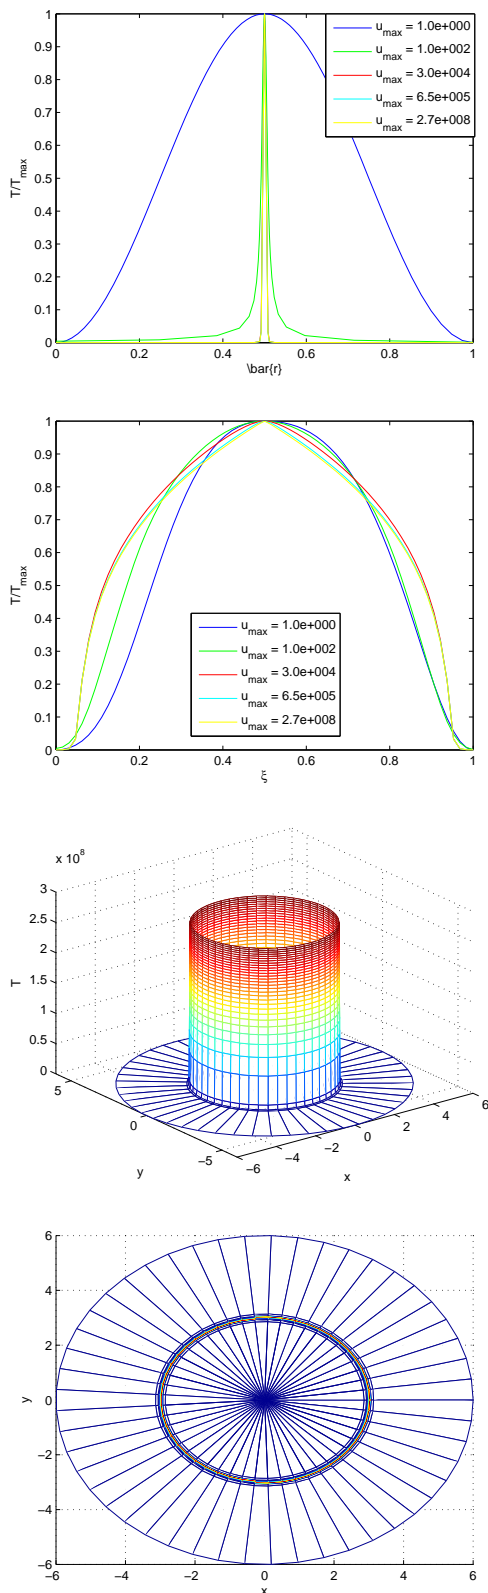 1
0.9
0.8
0.7
0.6
0.5
0.4
0.3
0.2
0.1
0
T/T_max
0 0.2 0.4 0.6 0.8 1
\bar{r}
u_max = 1.0e+000
u_max = 1.0e+002
u_max = 3.0e+004
u_max = 6.5e+005
u_max = 2.7e+008
1
0.9
0.8
0.7
0.6
0.5
0.4
0.3
0.2
0.1
0
T/T_max
0 0.2 0.4 0.6 0.8 1
ξ
u_max = 1.0e+000
u_max = 1.0e+002
u_max = 3.0e+004
u_max = 6.5e+005
u_max = 2.7e+008
x 10^8
3
2.5
2
1.5
1
0.5
0
T
5
0
−5
y
−6 −4 −2 0 2 4 6
x
6
4
2
0
−2
−4
−6
y
−6 −4 −2 0 2 4 6
x